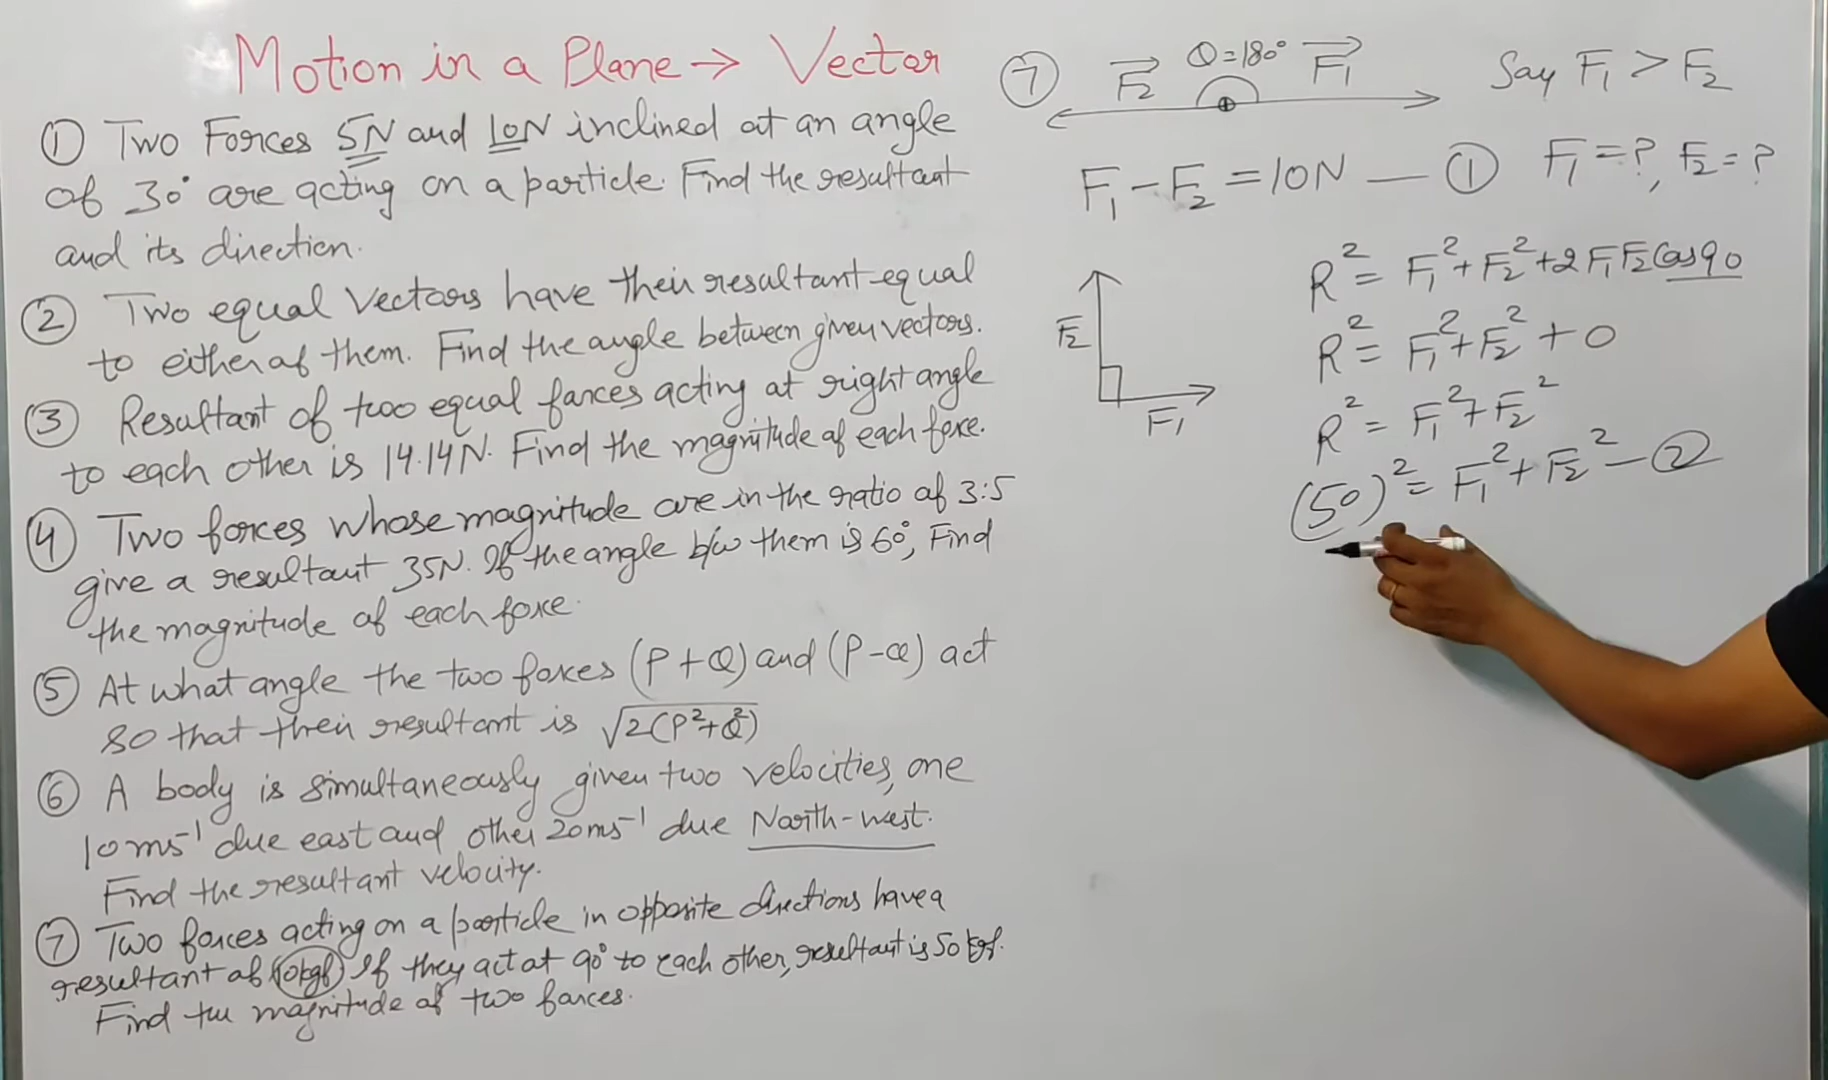 Motion in a Plane → Vector
① Two Forces 5N and 10N inclined at an angle
of 30° are acting on a particle. Find the resultant
and its direction.
② Two equal Vectors have their resultant equal
to either of them. Find the angle between given vectors.
③ Resultant of two equal forces acting at right angle
to each other is 14.14N. Find the magnitude of each force.
④ Two forces whose magnitude are in the ratio of 3:5
give a resultant 35N. If the angle b/w them is 60°, Find
the magnitude of each force.
⑤ At what angle the two forces (P+Q) and (P-Q) act
so that their resultant is √2(P²+Q²)
⑥ A body is simultaneously given two velocities, one
10ms⁻¹ due east and other 20ms⁻¹ due North-west.
Find the resultant velocity.
⑦ Two forces acting on a particle in opposite directions have a
resultant of 10kgf. If they act at 90° to each other, resultant is 50 kgf.
Find the magnitude of two forces.
⑦ F₂ θ=180° F₁ Say F₁ > F₂
F₁ - F₂ = 10N — ① F₁ = ?, F₂ = ?
R² = F₁² + F₂² + 2F₁F₂Cos90
F₂
F₁
R² = F₁² + F₂² + 0
R² = F₁² + F₂²
(50)² = F₁² + F₂² — ②